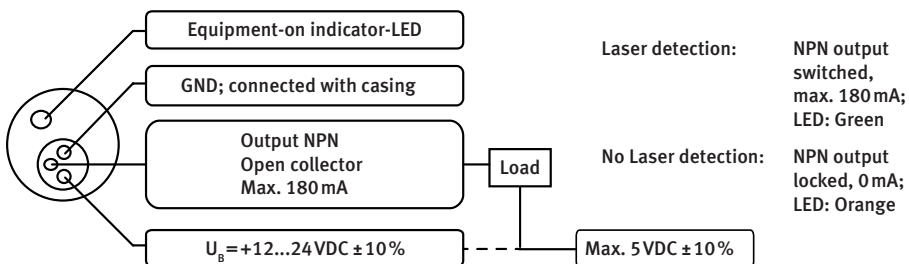 Equipment-on indicator-LED
GND; connected with casing
Output NPN
Open collector
Max. 180 mA
Load
U_B=+12...24 VDC ±10 %
Max. 5 VDC ±10 %
Laser detection:
NPN output
switched,
max. 180 mA;
LED: Green
No Laser detection:
NPN output
locked, 0 mA;
LED: Orange